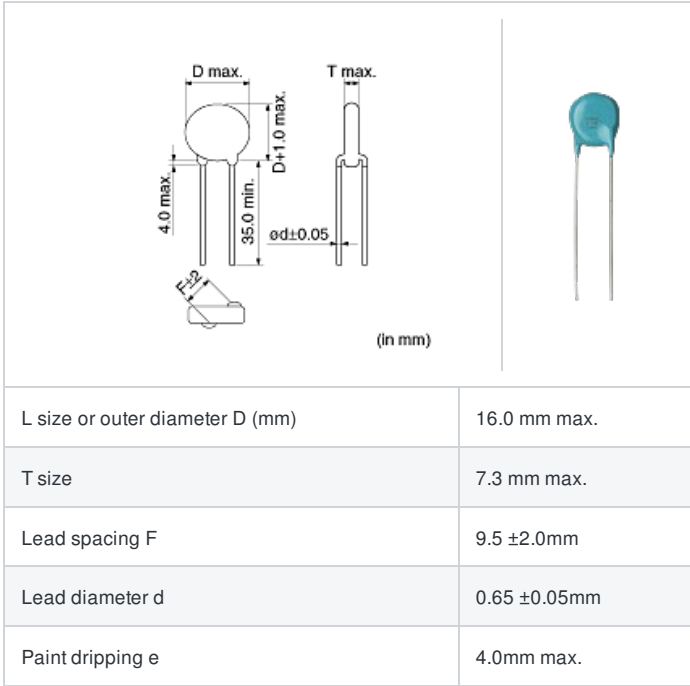 D max.
T max.
D+1.0 max.
4.0 max.
35.0 min.
ød±0.05
F±2
(in mm)
L size or outer diameter D (mm) 16.0 mm max.
T size 7.3 mm max.
Lead spacing F 9.5 ±2.0mm
Lead diameter d 0.65 ±0.05mm
Paint dripping e 4.0mm max.